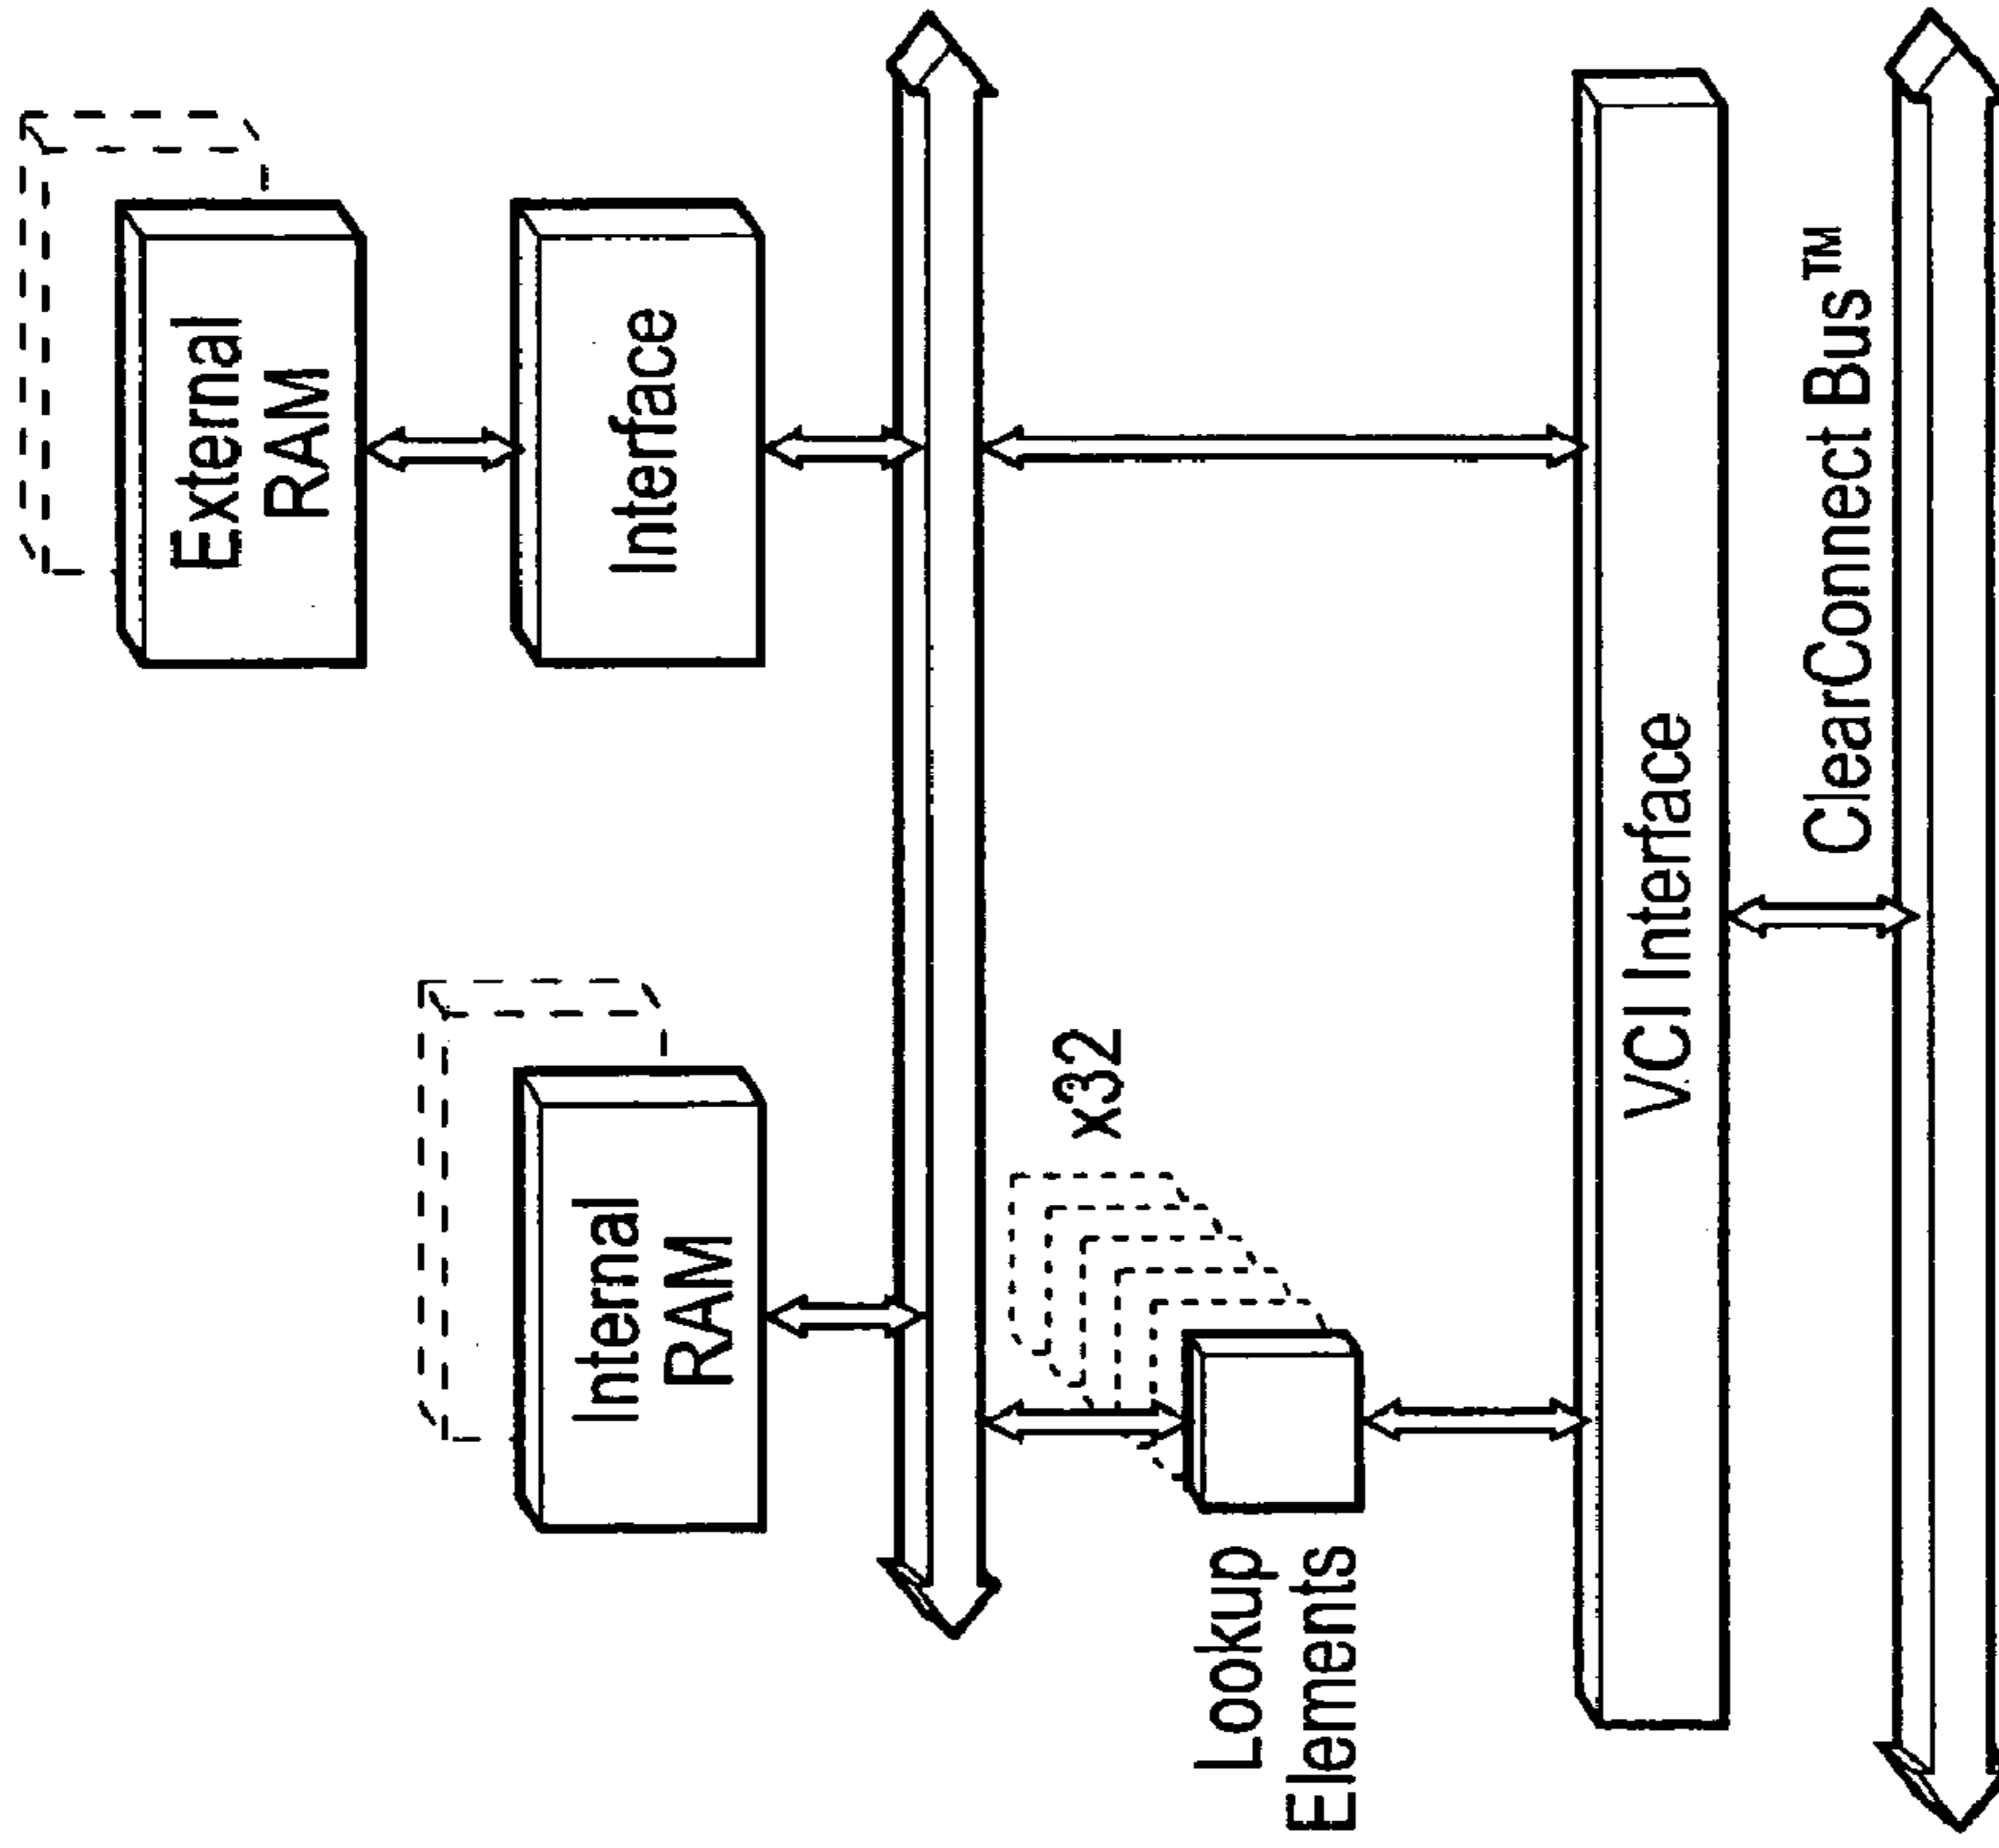 External
RAM
Internal
RAM
Interface
x32
Lookup
Elements
VCI Interface
ClearConnect Bus™